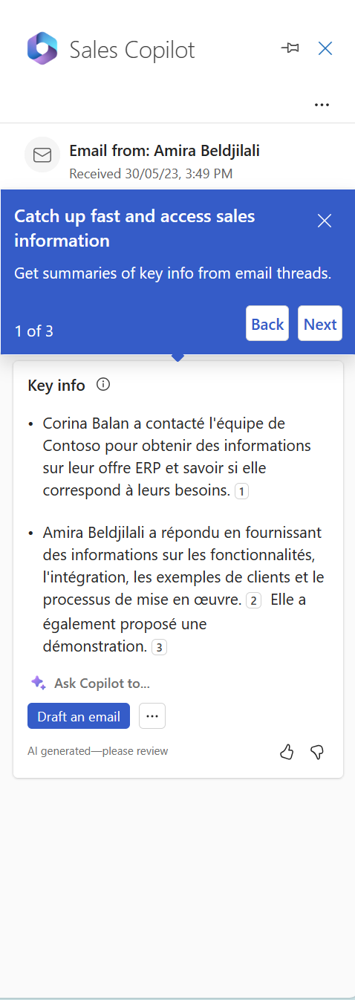 Sales Copilot
...
Email from: Amira Beldjilali
Received 30/05/23, 3:49 PM
Catch up fast and access sales
information
Get summaries of key info from email threads.
1 of 3
Back
Next
Key info
• Corina Balan a contacté l'équipe de
Contoso pour obtenir des informations
sur leur offre ERP et savoir si elle
correspond à leurs besoins. 1
• Amira Beldjilali a répondu en fournissant
des informations sur les fonctionnalités,
l'intégration, les exemples de clients et le
processus de mise en œuvre. 2 Elle a
également proposé une
démonstration. 3
Ask Copilot to...
Draft an email
...
AI generated—please review